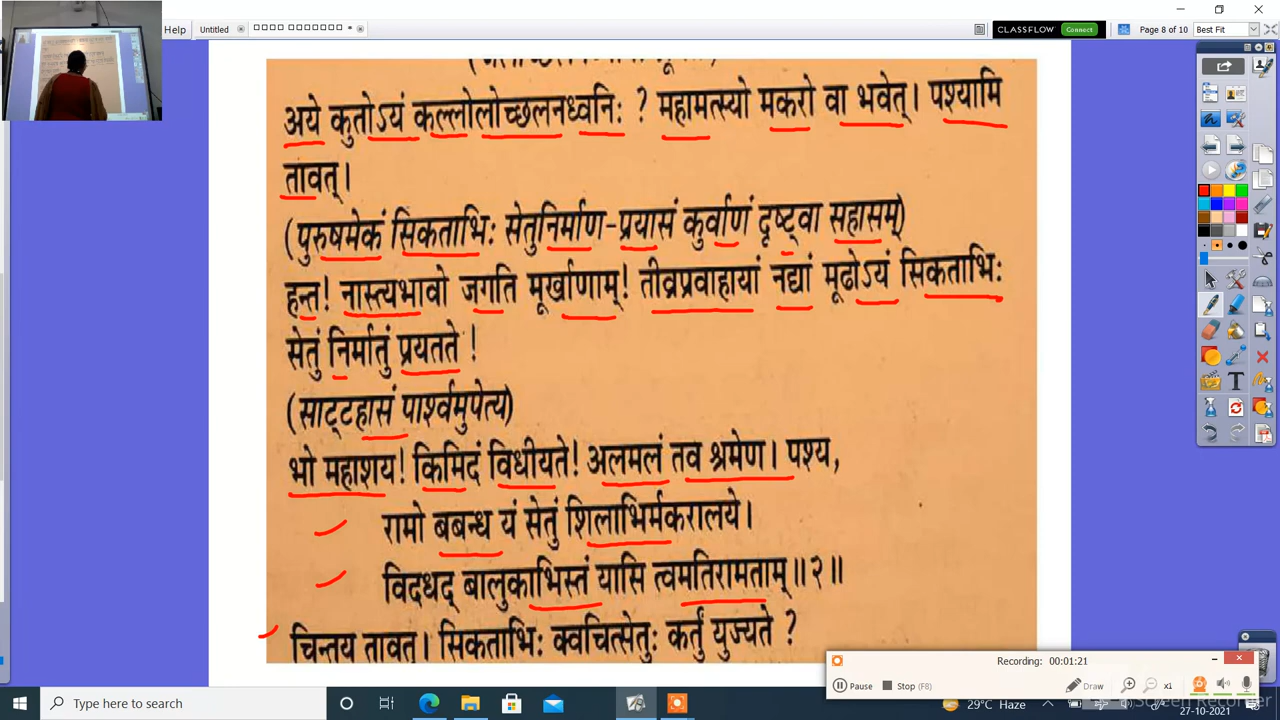 Help
Untitled
CLASSFLOW Connect
Page 8 of 10
Best Fit
अये कुतोऽयं कल्लोलोच्छलनध्वनिः ? महामत्स्यो मकरो वा भवेत्। पश्यामि
तावत्।
(पुरुषमेकं सिकताभिः सेतुनिर्माण-प्रयासं कुर्वाणं दृष्ट्वा सहासम्)
हन्त! नास्त्यभावो जगति मूर्खाणाम्! तीव्रप्रवाहायां नद्यां मूढोऽयं सिकताभिः
सेतुं निर्मातुं प्रयतते !
(साट्टहासं पार्श्वमुपेत्य)
भो महाशय! किमिदं विधीयते! अलमलं तव श्रमेण। पश्य,
रामो बबन्ध यं सेतुं शिलाभिर्मकरालये।
विदधद् बालुकाभिस्तं यासि त्वमतिरामताम्॥२॥
चिन्तय तावत्। सिकताभिः क्वचित्सेतुः कर्तुं युज्यते ?
Recording: 00:01:21
Pause
Stop (F8)
Draw
x1
Type here to search
29°C Haze
27-10-2021
Screen Recorder